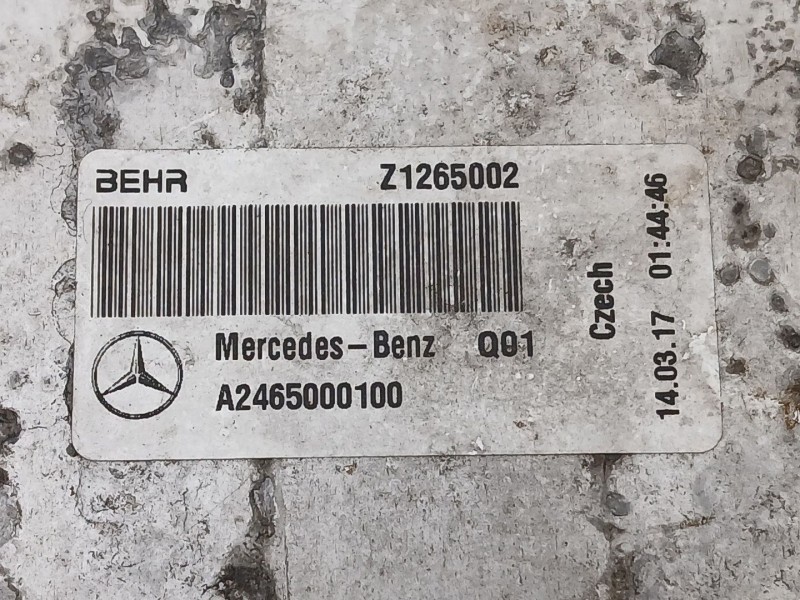 BEHR Z1265002
Mercedes-Benz Q01
A2465000100
Czech
14.03.17 01:44:46